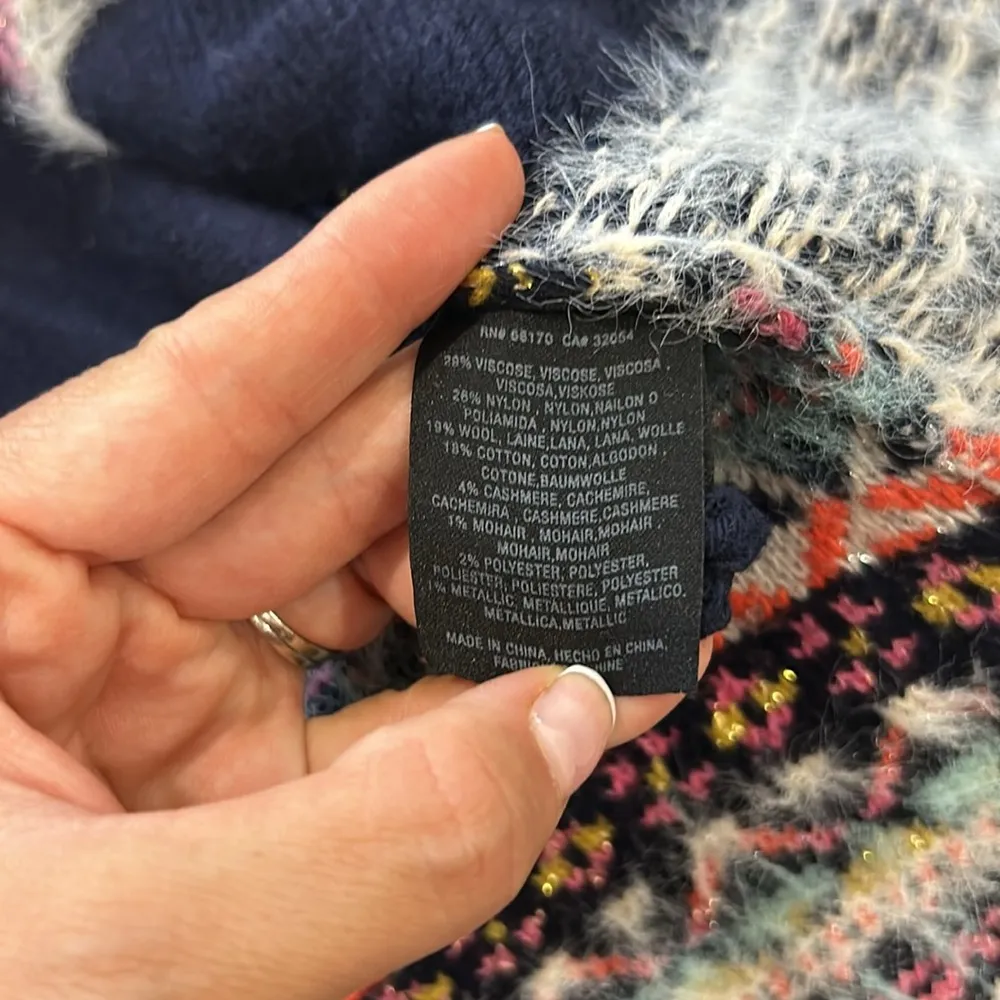 RN# 66170 CA# 32054
29% VISCOSE, VISCOSE, VISCOSA ,
VISCOSA,VISKOSE
26% NYLON , NYLON,NAILON O
POLIAMIDA , NYLON,NYLON
19% WOOL, LAINE,LANA, LANA, WOLLE
18% COTTON, COTON,ALGODON ,
COTONE,BAUMWOLLE
4% CASHMERE, CACHEMIRE,
CACHEMIRA , CASHMERE,CASHMERE
1% MOHAIR , MOHAIR,MOHAIR ,
MOHAIR,MOHAIR
2% POLYESTER, POLYESTER,
POLIESTER, POLIESTERE, POLYESTER
1% METALLIC, METALLIQUE, METALICO,
METALLICA,METALLIC
MADE IN CHINA, HECHO EN CHINA,